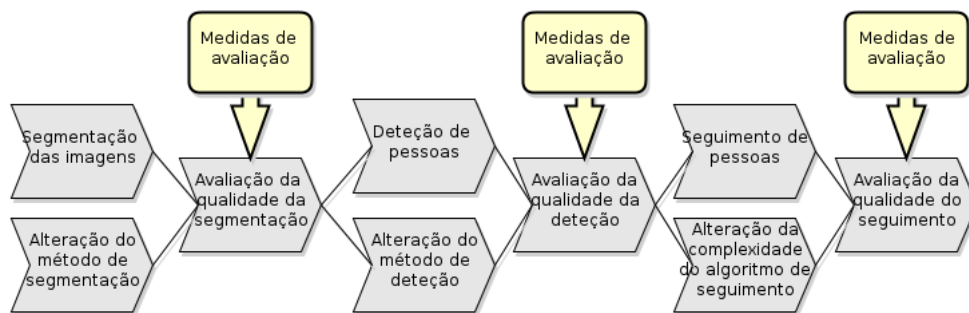 Medidas de
avaliação
Medidas de
avaliação
Medidas de
avaliação
Segmentação
das imagens
Alteração do
método de
segmentação
Avaliação da
qualidade da
segmentação
Deteção de
pessoas
Alteração do
método de
deteção
Avaliação da
qualidade da
deteção
Seguimento de
pessoas
Alteração da
complexidade
do algoritmo de
seguimento
Avaliação da
qualidade do
seguimento